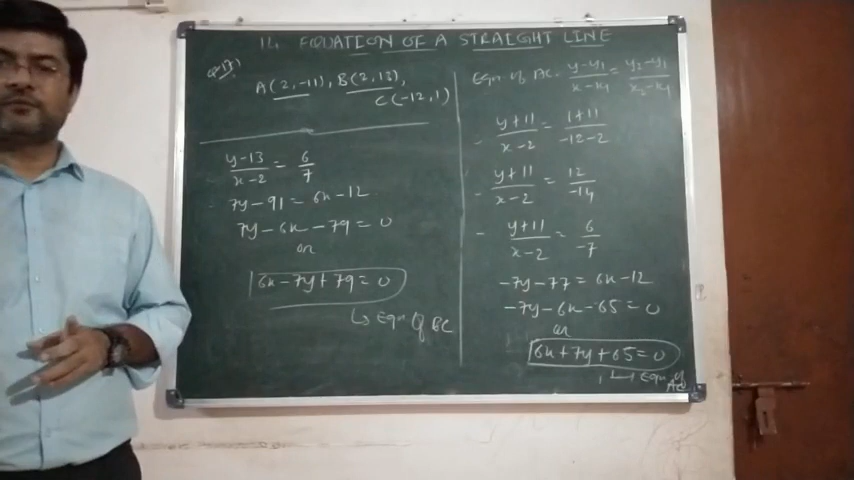 14. EQUATION OF A STRAIGHT LINE
A(2,-11), B(2,13),
C(-12,1)
y-13/x-2 = 6/7
7y-91 = 6x-12
7y-6x-79=0
or
6x-7y+79=0
↳ Eqn. of BC
Eqn. of AC. y-y1/x-x1 = y2-y1/x2-x1
y+11/x-2 = 1+11/-12-2
y+11/x-2 = 12/-14
y+11/x-2 = 6/-7
-7y-77=6x-12
-7y-6x-65=0
or
6x+7y+65=0
Eqn. of
AC